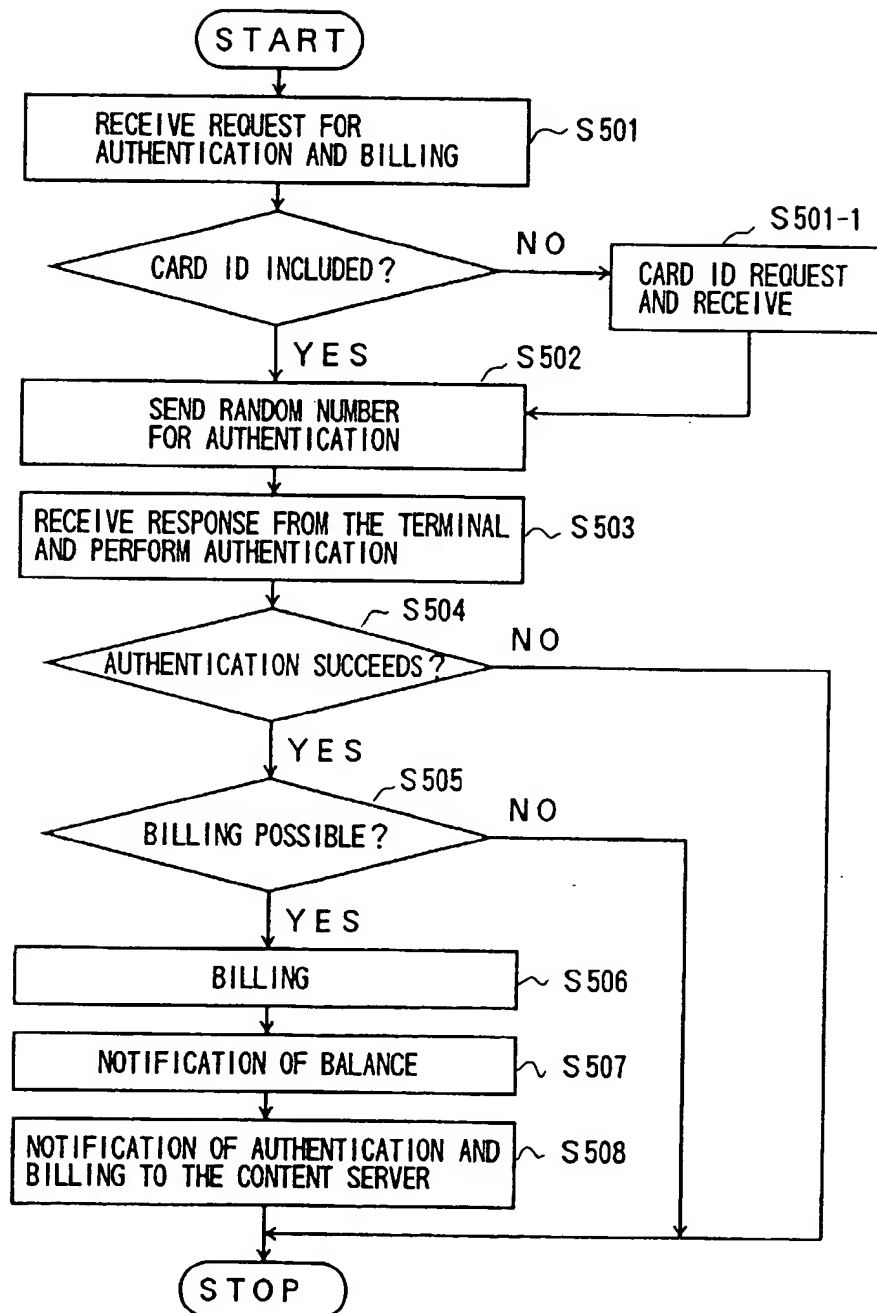 START
RECEIVE REQUEST FOR
AUTHENTICATION AND BILLING
S501
CARD ID INCLUDED?
NO
S501-1
CARD ID REQUEST
AND RECEIVE
YES
S502
SEND RANDOM NUMBER
FOR AUTHENTICATION
RECEIVE RESPONSE FROM THE TERMINAL
AND PERFORM AUTHENTICATION
S503
S504
AUTHENTICATION SUCCEEDS?
NO
YES
S505
BILLING POSSIBLE?
NO
YES
BILLING
S506
NOTIFICATION OF BALANCE
S507
NOTIFICATION OF AUTHENTICATION AND
BILLING TO THE CONTENT SERVER
S508
STOP